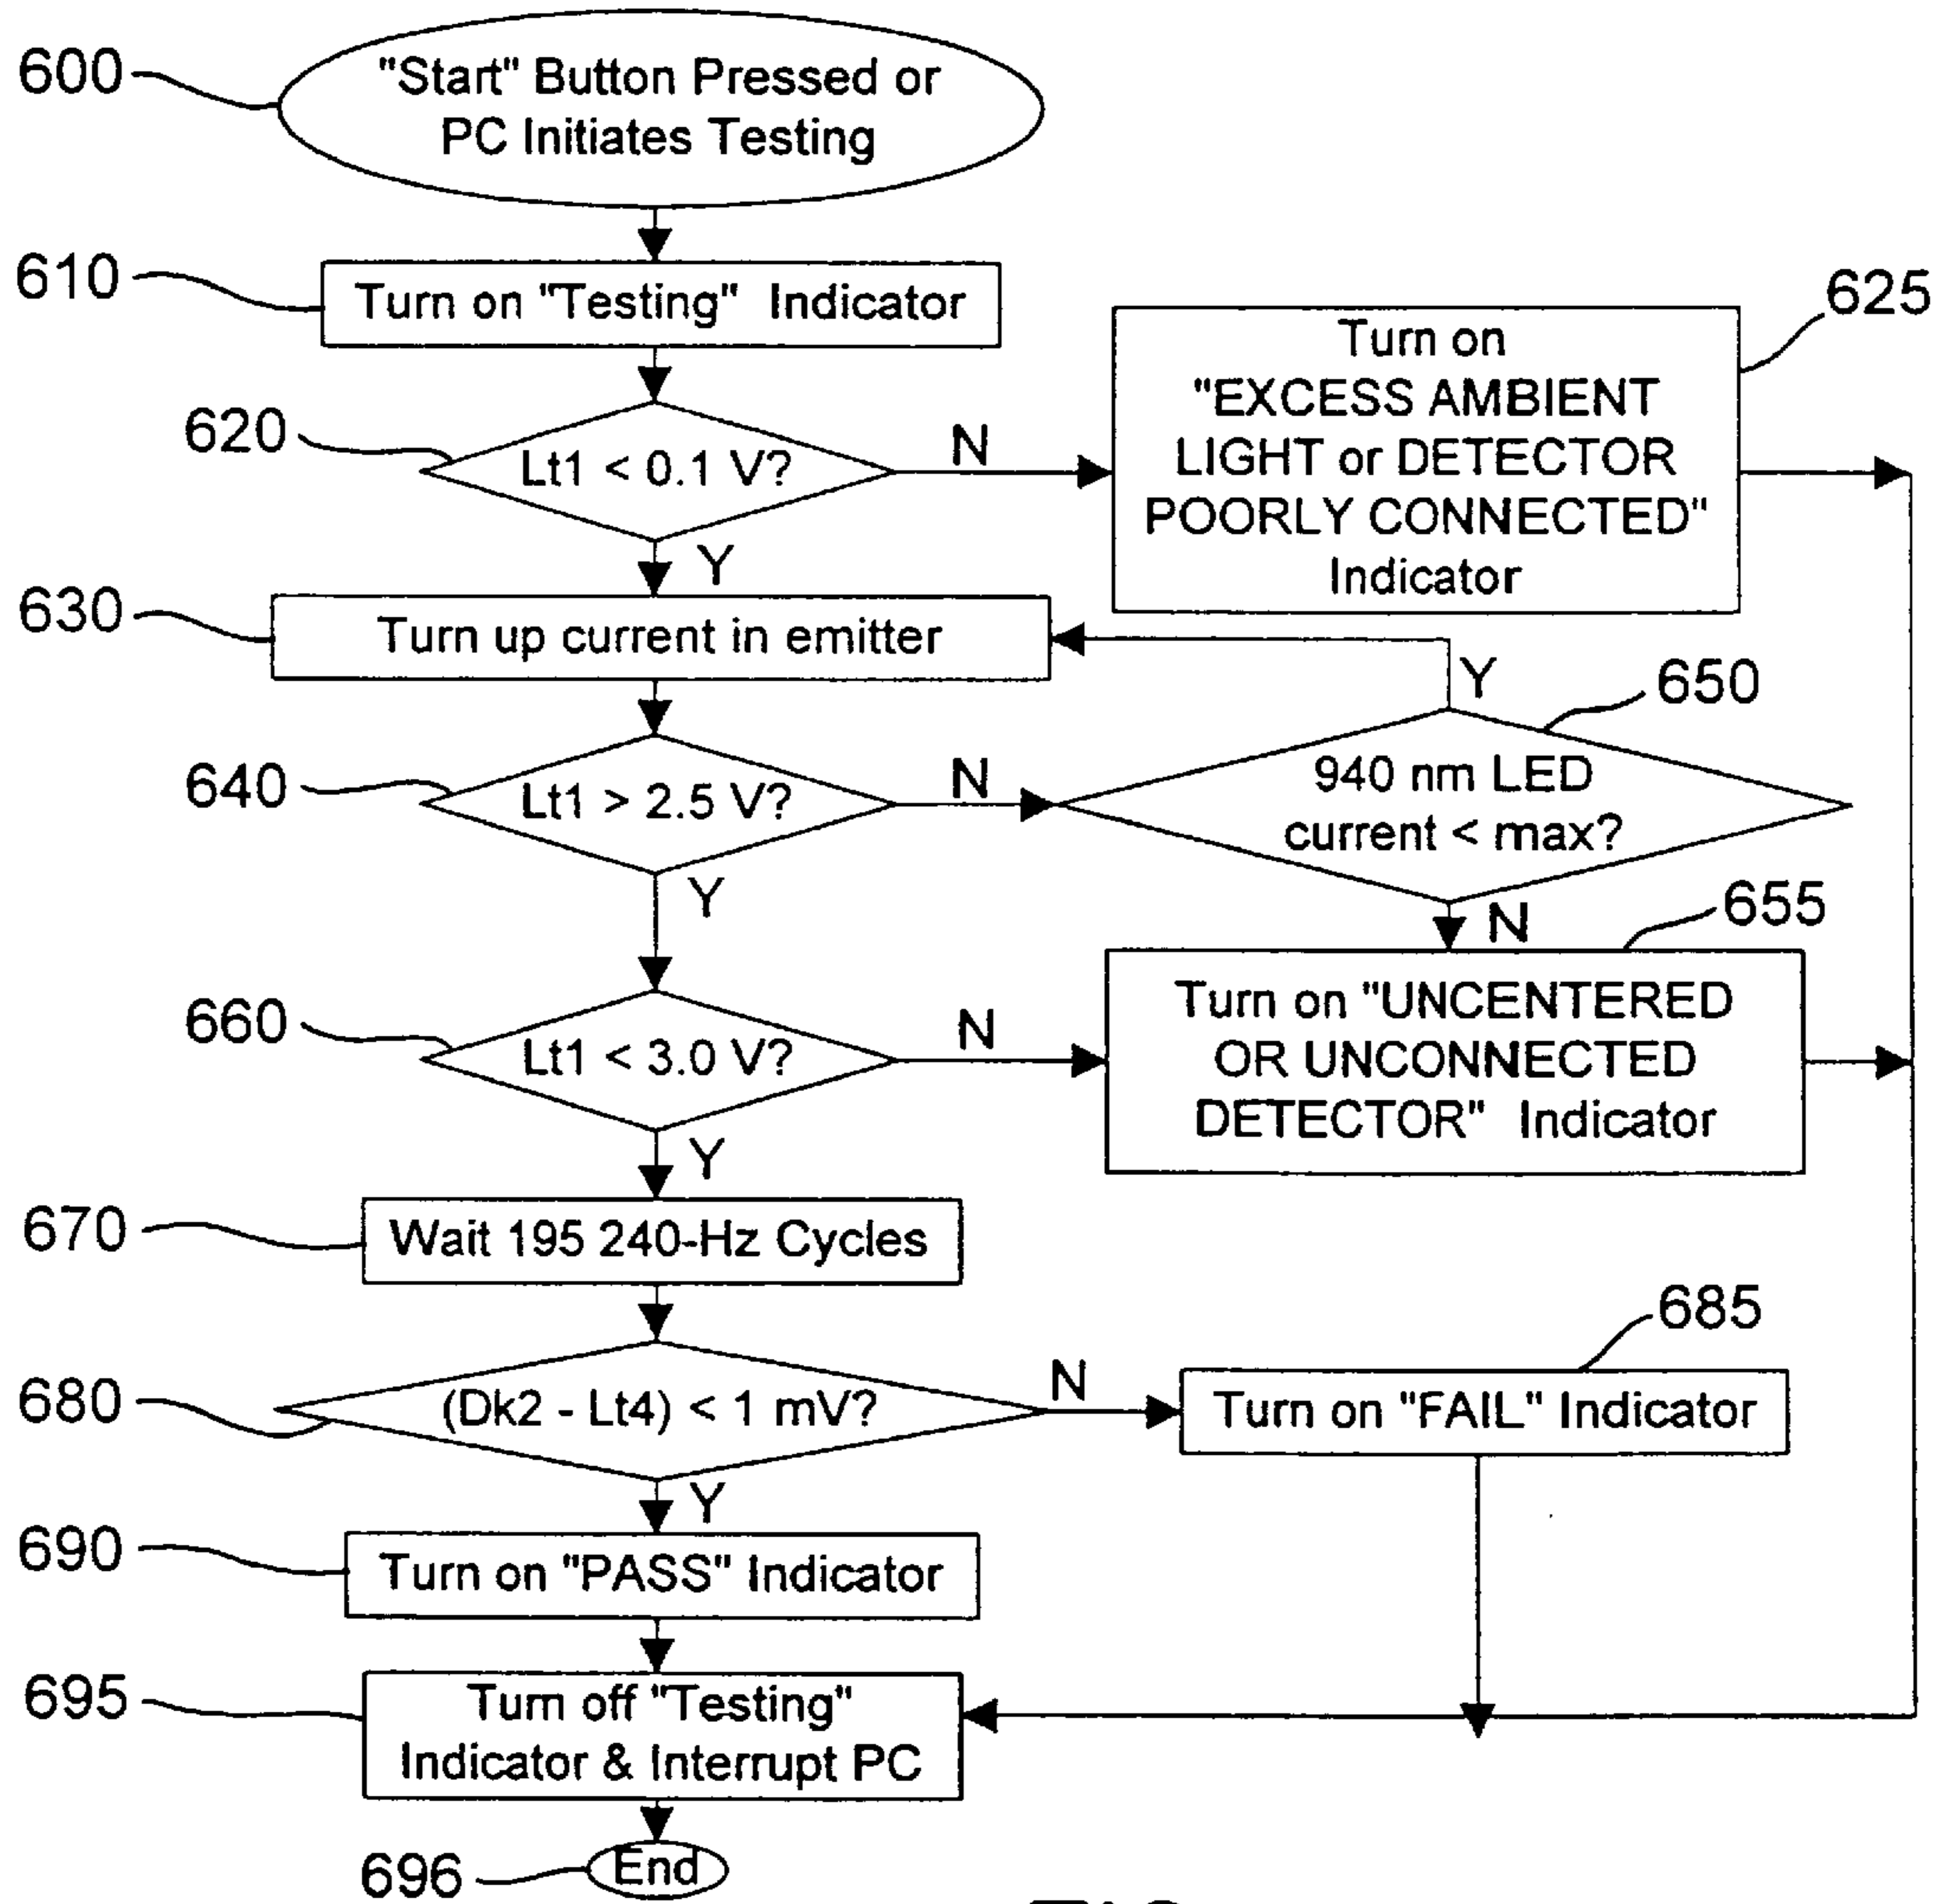 600
"Start" Button Pressed or
PC Initiates Testing
610
Turn on "Testing" Indicator
625
Turn on
"EXCESS AMBIENT
LIGHT or DETECTOR
POORLY CONNECTED"
Indicator
620
Lt1 < 0.1 V?
N
Y
630
Turn up current in emitter
Y
650
940 nm LED
current < max?
640
Lt1 > 2.5 V?
N
Y
N
655
Turn on "UNCENTERED
OR UNCONNECTED
DETECTOR" Indicator
660
Lt1 < 3.0 V?
N
Y
670
Wait 195 240-Hz Cycles
680
(Dk2 - Lt4) < 1 mV?
N
685
Turn on "FAIL" Indicator
Y
690
Turn on "PASS" Indicator
695
Turn off "Testing"
Indicator & Interrupt PC
696
End